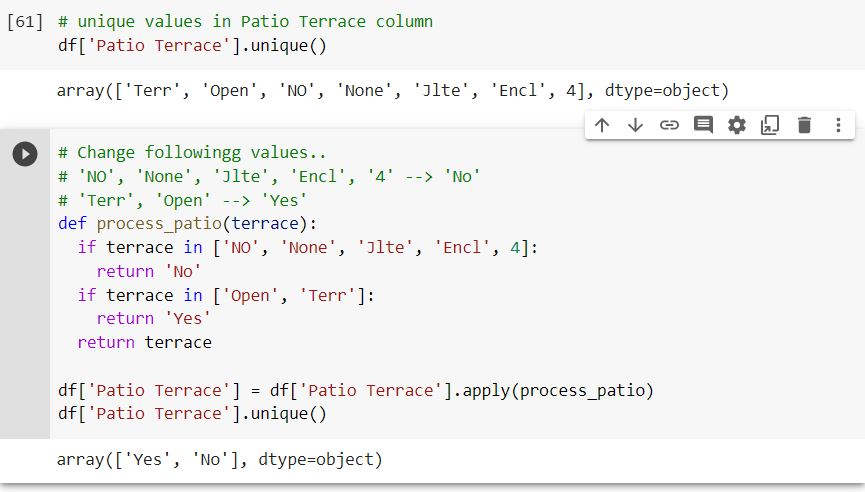 [61] # unique values in Patio Terrace column
df['Patio Terrace'].unique()
array(['Terr', 'Open', 'NO', 'None', 'Jlte', 'Encl', 4], dtype=object)
# Change followingg values..
# 'NO', 'None', 'Jlte', 'Encl', '4' --> 'No'
# 'Terr', 'Open' --> 'Yes'
def process_patio(terrace):
  if terrace in ['NO', 'None', 'Jlte', 'Encl', 4]:
    return 'No'
  if terrace in ['Open', 'Terr']:
    return 'Yes'
  return terrace
df['Patio Terrace'] = df['Patio Terrace'].apply(process_patio)
df['Patio Terrace'].unique()
array(['Yes', 'No'], dtype=object)